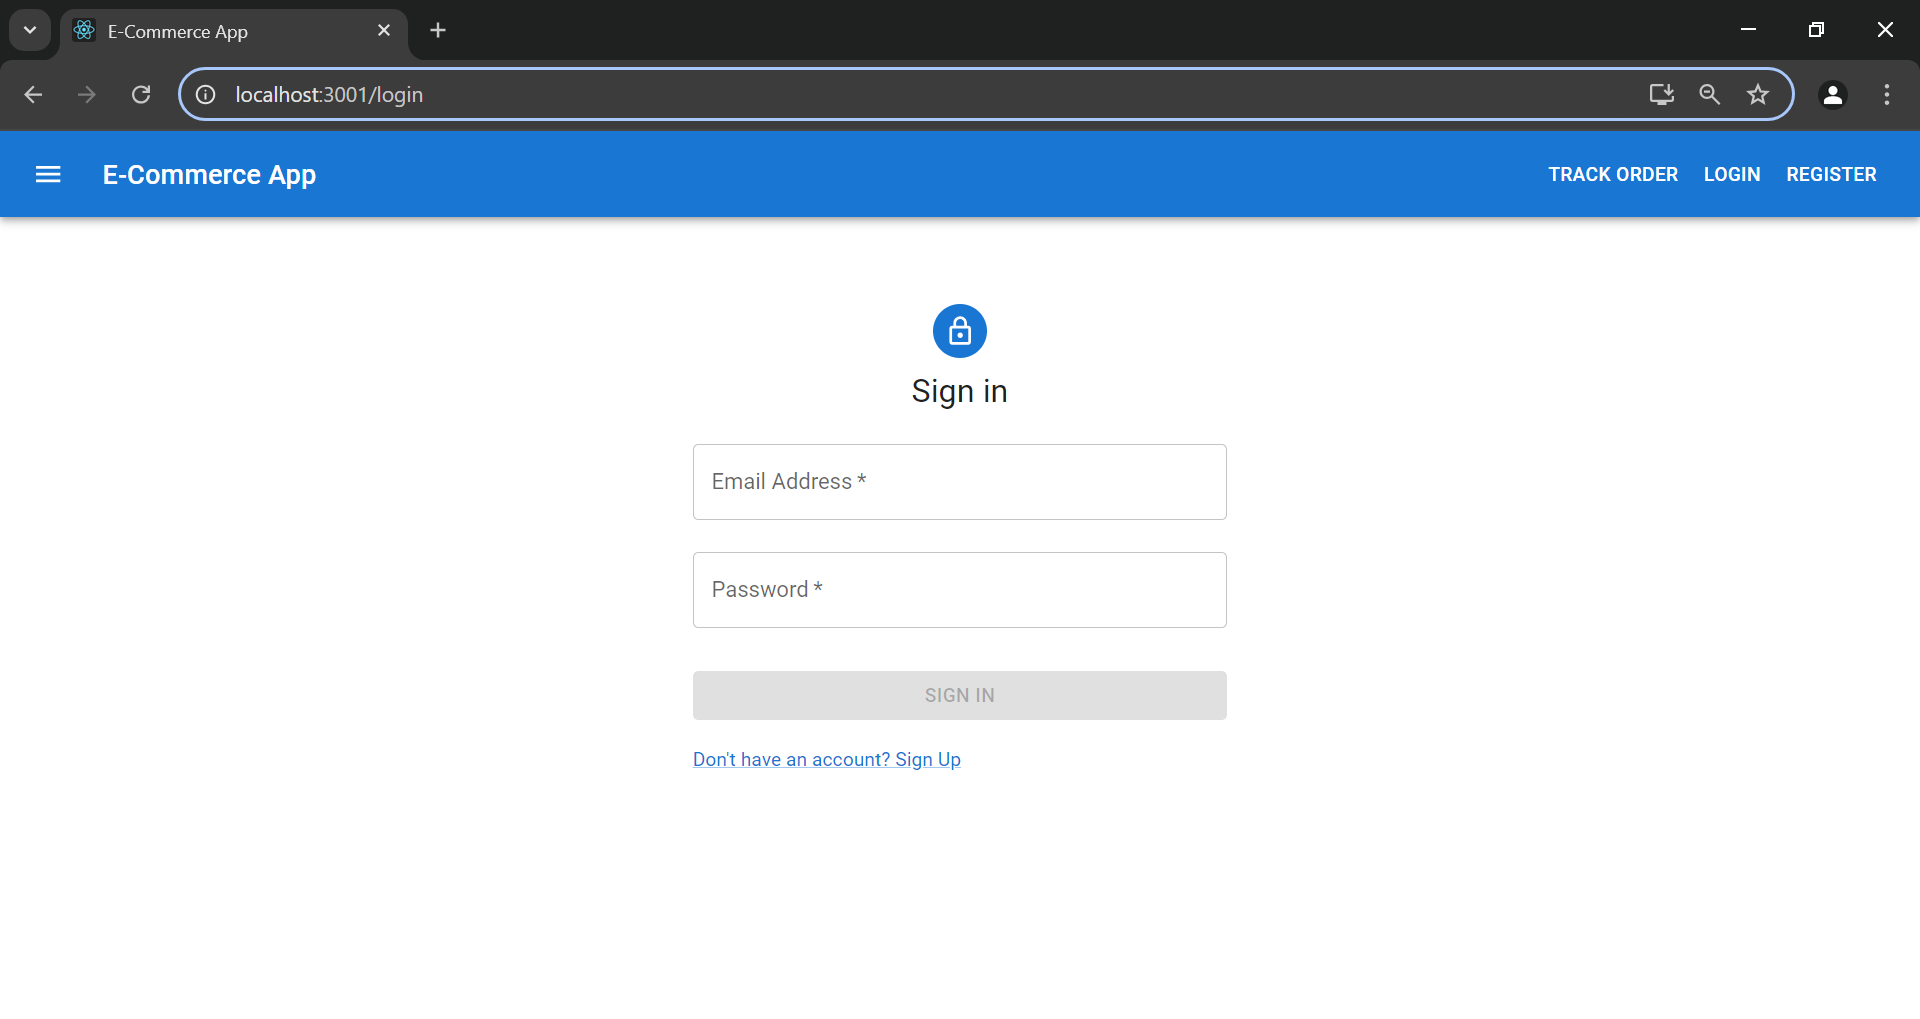 E-Commerce App
localhost:3001/login
E-Commerce App
TRACK ORDER LOGIN REGISTER
Sign in
Email Address *
Password *
SIGN IN
Don't have an account? Sign Up